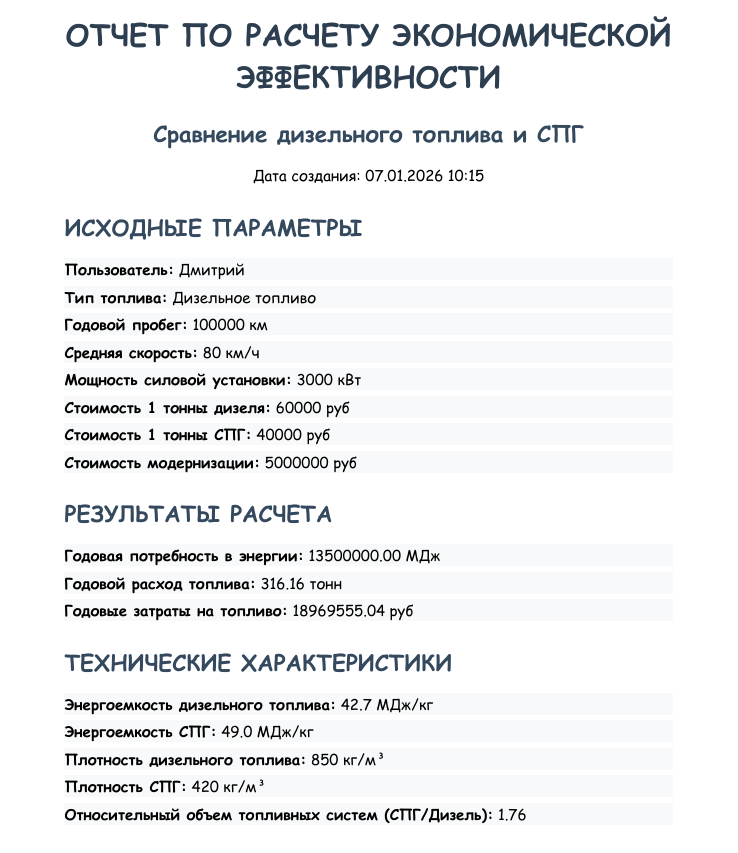 ОТЧЕТ ПО РАСЧЕТУ ЭКОНОМИЧЕСКОЙ
ЭФФЕКТИВНОСТИ
Сравнение дизельного топлива и СПГ
Дата создания: 07.01.2026 10:15
ИСХОДНЫЕ ПАРАМЕТРЫ
Пользователь: Дмитрий
Тип топлива: Дизельное топливо
Годовой пробег: 100000 км
Средняя скорость: 80 км/ч
Мощность силовой установки: 3000 кВт
Стоимость 1 тонны дизеля: 60000 руб
Стоимость 1 тонны СПГ: 40000 руб
Стоимость модернизации: 5000000 руб
РЕЗУЛЬТАТЫ РАСЧЕТА
Годовая потребность в энергии: 13500000.00 МДж
Годовой расход топлива: 316.16 тонн
Годовые затраты на топливо: 18969555.04 руб
ТЕХНИЧЕСКИЕ ХАРАКТЕРИСТИКИ
Энергоемкость дизельного топлива: 42.7 МДж/кг
Энергоемкость СПГ: 49.0 МДж/кг
Плотность дизельного топлива: 850 кг/м³
Плотность СПГ: 420 кг/м³
Относительный объем топливных систем (СПГ/Дизель): 1.76